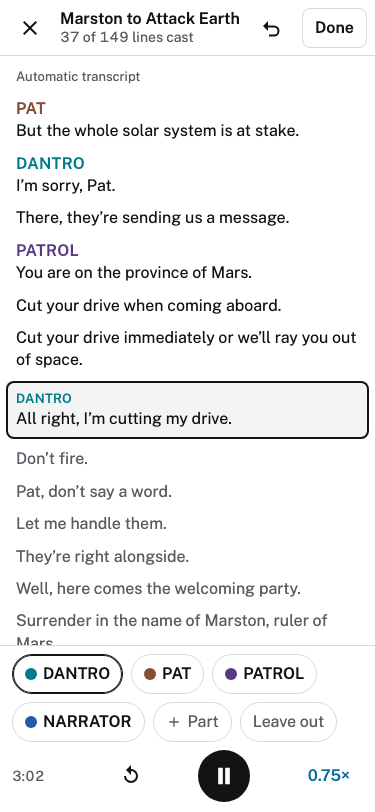 Marston to Attack Earth
37 of 149 lines cast
Done
Automatic transcript
PAT
But the whole solar system is at stake.
DANTRO
I’m sorry, Pat.
There, they’re sending us a message.
PATROL
You are on the province of Mars.
Cut your drive when coming aboard.
Cut your drive immediately or we’ll ray you out
of space.
DANTRO
All right, I’m cutting my drive.
Don’t fire.
Pat, don’t say a word.
Let me handle them.
They’re right alongside.
Well, here comes the welcoming party.
Surrender in the name of Marston, ruler of
Mars.
DANTRO
PAT
PATROL
NARRATOR
+ Part
Leave out
3:02
0.75×